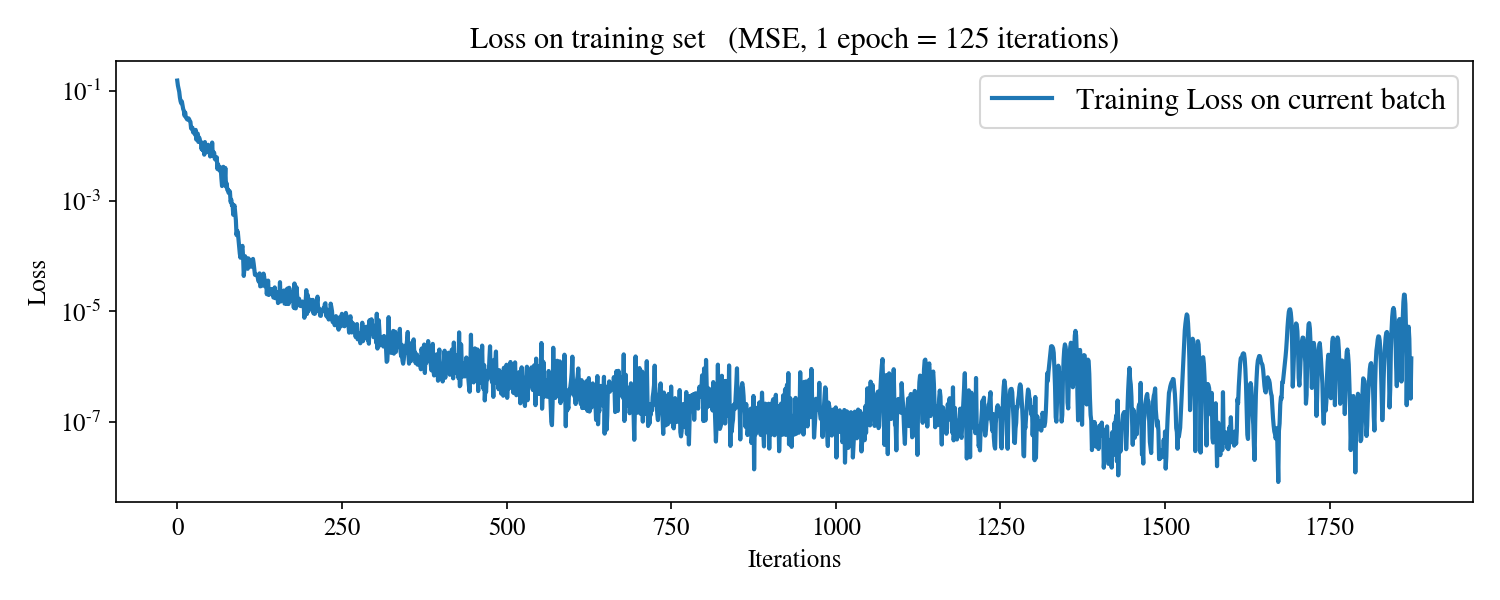 Loss on training set (MSE, 1 epoch = 125 iterations)
Training Loss on current batch
Loss
10⁻¹
10⁻³
10⁻⁵
10⁻⁷
0 250 500 750 1000 1250 1500 1750
Iterations